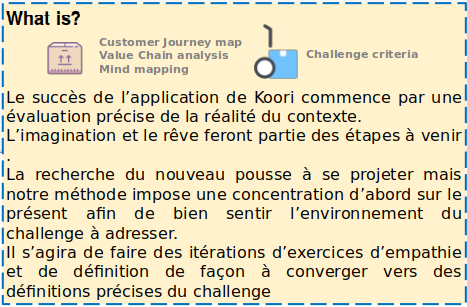 What is?
Customer Journey map
Value Chain analysis
Mind mapping
Challenge criteria
Le succès de l’application de Koori commence par une
évaluation précise de la réalité du contexte.
L’imagination et le rêve feront partie des étapes à venir
.
La recherche du nouveau pousse à se projeter mais
notre méthode impose une concentration d’abord sur le
présent afin de bien sentir l’environnement du
challenge à adresser.
Il s’agira de faire des itérations d’exercices d’empathie
et de définition de façon à converger vers des
définitions précises du challenge